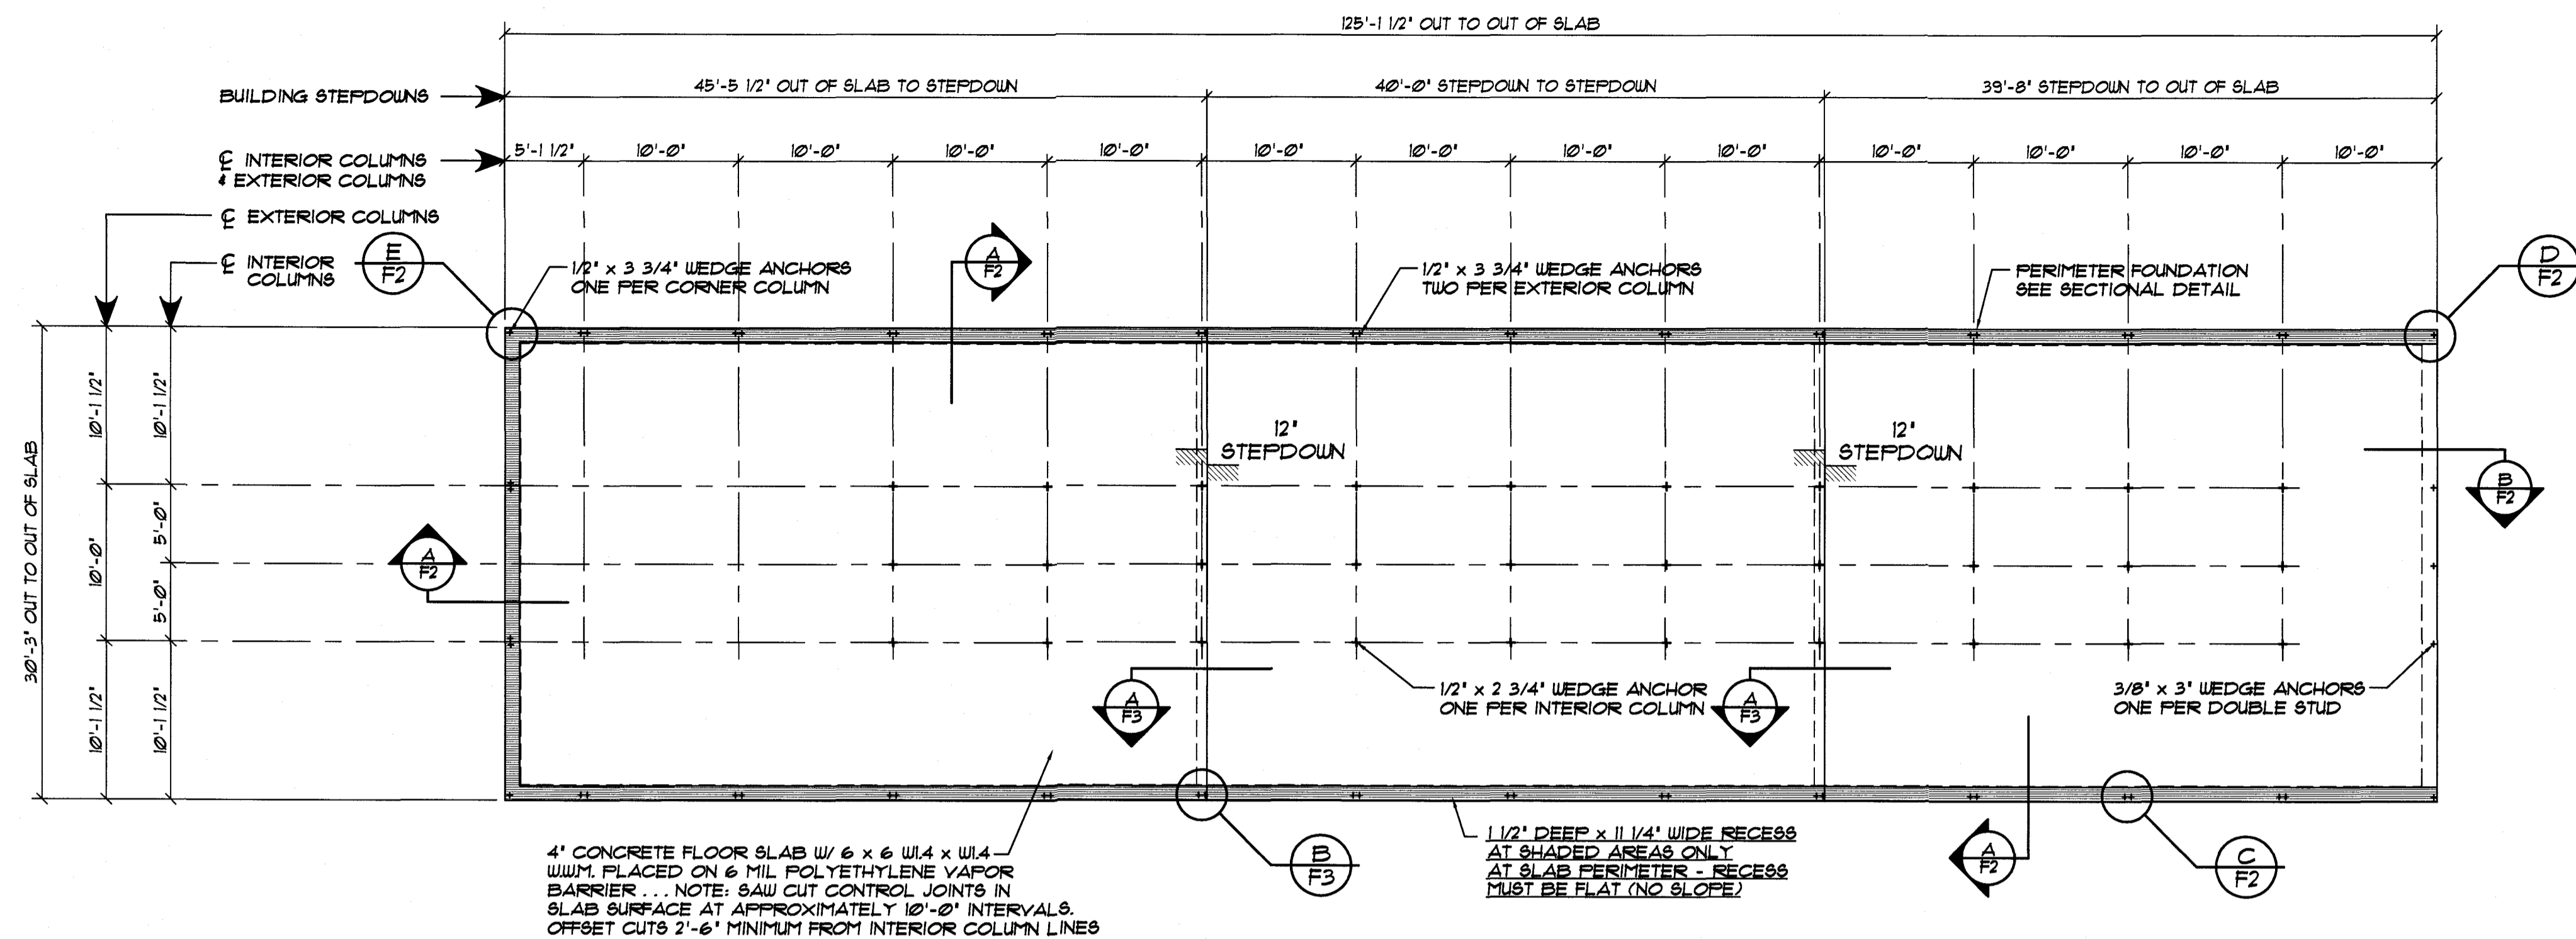 125'-1 1/2" OUT TO OUT OF SLAB
BUILDING STEPDOWNS
45'-5 1/2" OUT OF SLAB TO STEPDOWN
40'-0" STEPDOWN TO STEPDOWN
39'-8" STEPDOWN TO OUT OF SLAB
℄ INTERIOR COLUMNS
& EXTERIOR COLUMNS
5'-1 1/2"
10'-0"
10'-0"
10'-0"
10'-0"
10'-0"
10'-0"
10'-0"
10'-0"
10'-0"
10'-0"
10'-0"
10'-0"
℄ EXTERIOR COLUMNS
℄ INTERIOR
COLUMNS
E
F2
1/2" x 3 3/4" WEDGE ANCHORS
ONE PER CORNER COLUMN
A
F2
1/2" x 3 3/4" WEDGE ANCHORS
TWO PER EXTERIOR COLUMN
PERIMETER FOUNDATION
SEE SECTIONAL DETAIL
D
F2
30'-3" OUT TO OUT OF SLAB
10'-1 1/2"
10'-0"
10'-1 1/2"
10'-1 1/2"
5'-0"
5'-0"
10'-1 1/2"
12"
STEPDOWN
12"
STEPDOWN
B
F2
A
F2
A
F3
1/2" x 2 3/4" WEDGE ANCHOR
ONE PER INTERIOR COLUMN
A
F3
3/8" x 3" WEDGE ANCHORS
ONE PER DOUBLE STUD
4" CONCRETE FLOOR SLAB W/ 6 x 6 W1.4 x W1.4
W.W.M. PLACED ON 6 MIL POLYETHYLENE VAPOR
BARRIER . . . NOTE: SAW CUT CONTROL JOINTS IN
SLAB SURFACE AT APPROXIMATELY 10'-0" INTERVALS.
OFFSET CUTS 2'-6" MINIMUM FROM INTERIOR COLUMN LINES
B
F3
1 1/2" DEEP x 11 1/4" WIDE RECESS
AT SHADED AREAS ONLY
AT SLAB PERIMETER - RECESS
MUST BE FLAT (NO SLOPE)
A
F2
C
F2